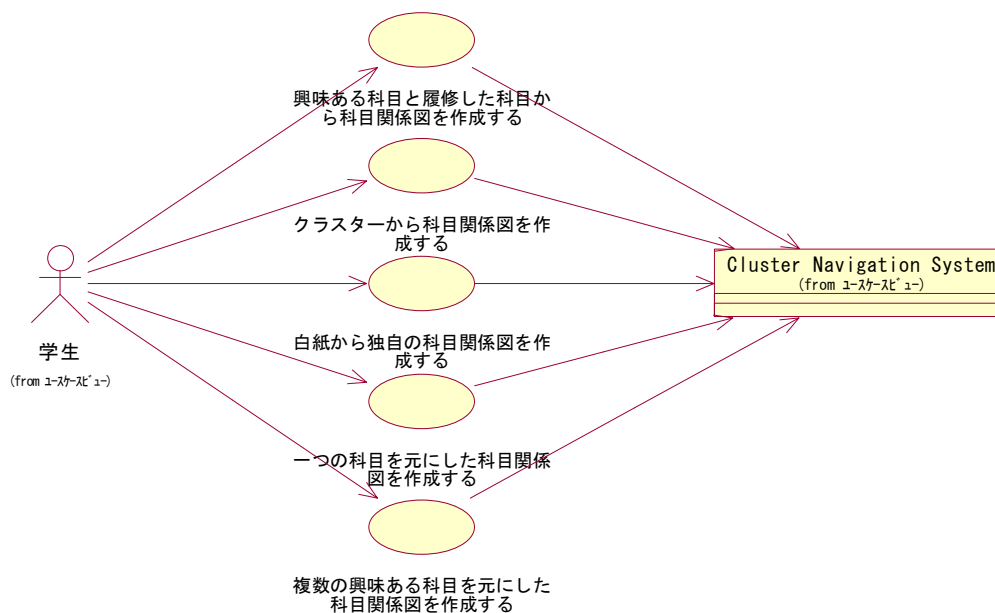 興味ある科目と履修した科目か
ら科目関係図を作成する
クラスターから科目関係図を作
成する
Cluster Navigation System
(from ユースケースビュー)
白紙から独自の科目関係図を作
成する
学生
(from ユースケースビュー)
一つの科目を元にした科目関係
図を作成する
複数の興味ある科目を元にした
科目関係図を作成する